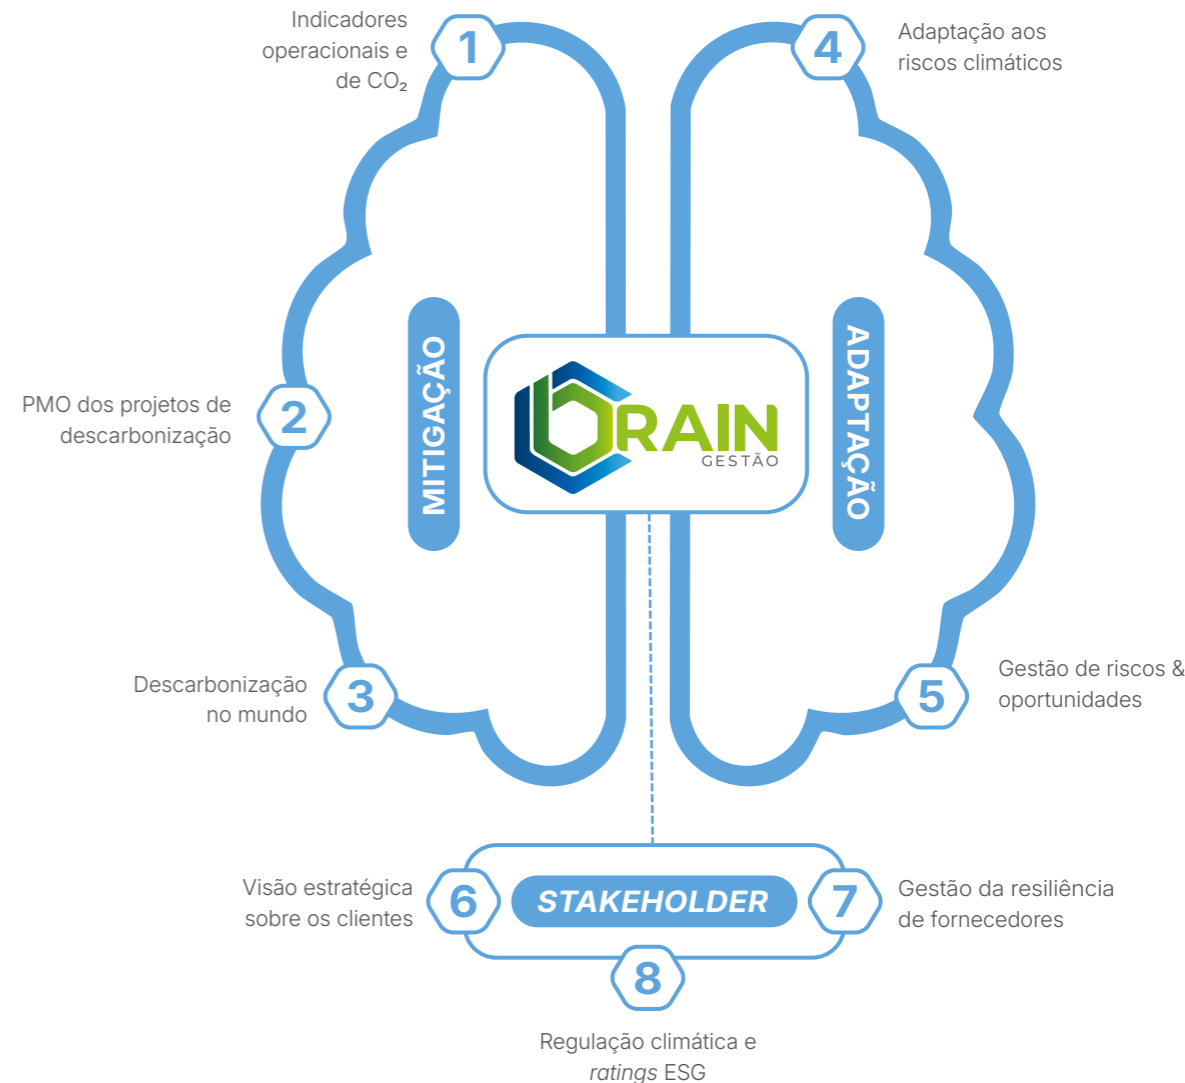 Indicadores
operacionais e
de CO₂
1
4
Adaptação aos
riscos climáticos
PMO dos projetos de
descarbonização
2
MITIGAÇÃO
bRAIN
GESTÃO
ADAPTAÇÃO
Descarbonização
no mundo
3
5
Gestão de riscos &
oportunidades
Visão estratégica
sobre os clientes
6
STAKEHOLDER
7
Gestão da resiliência
de fornecedores
8
Regulação climática e
ratings ESG